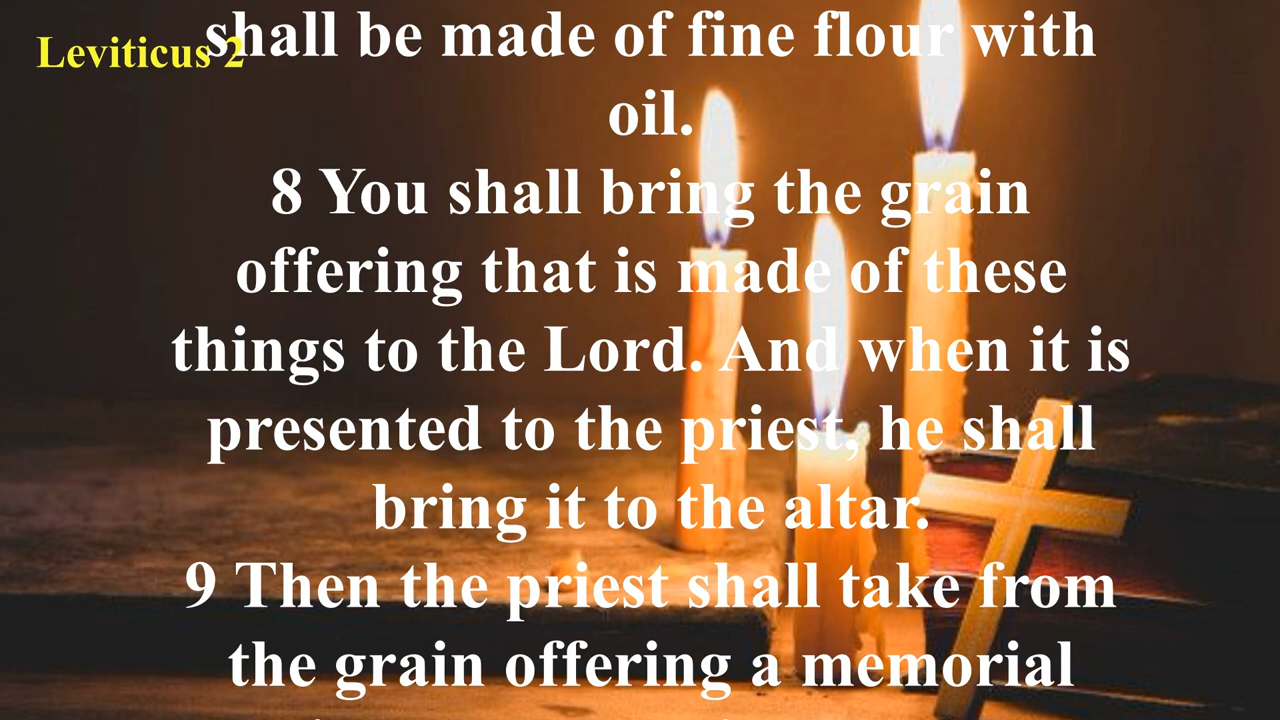 Leviticus 2
shall be made of fine flour with
oil.
8 You shall bring the grain
offering that is made of these
things to the Lord. And when it is
presented to the priest, he shall
bring it to the altar.
9 Then the priest shall take from
the grain offering a memorial